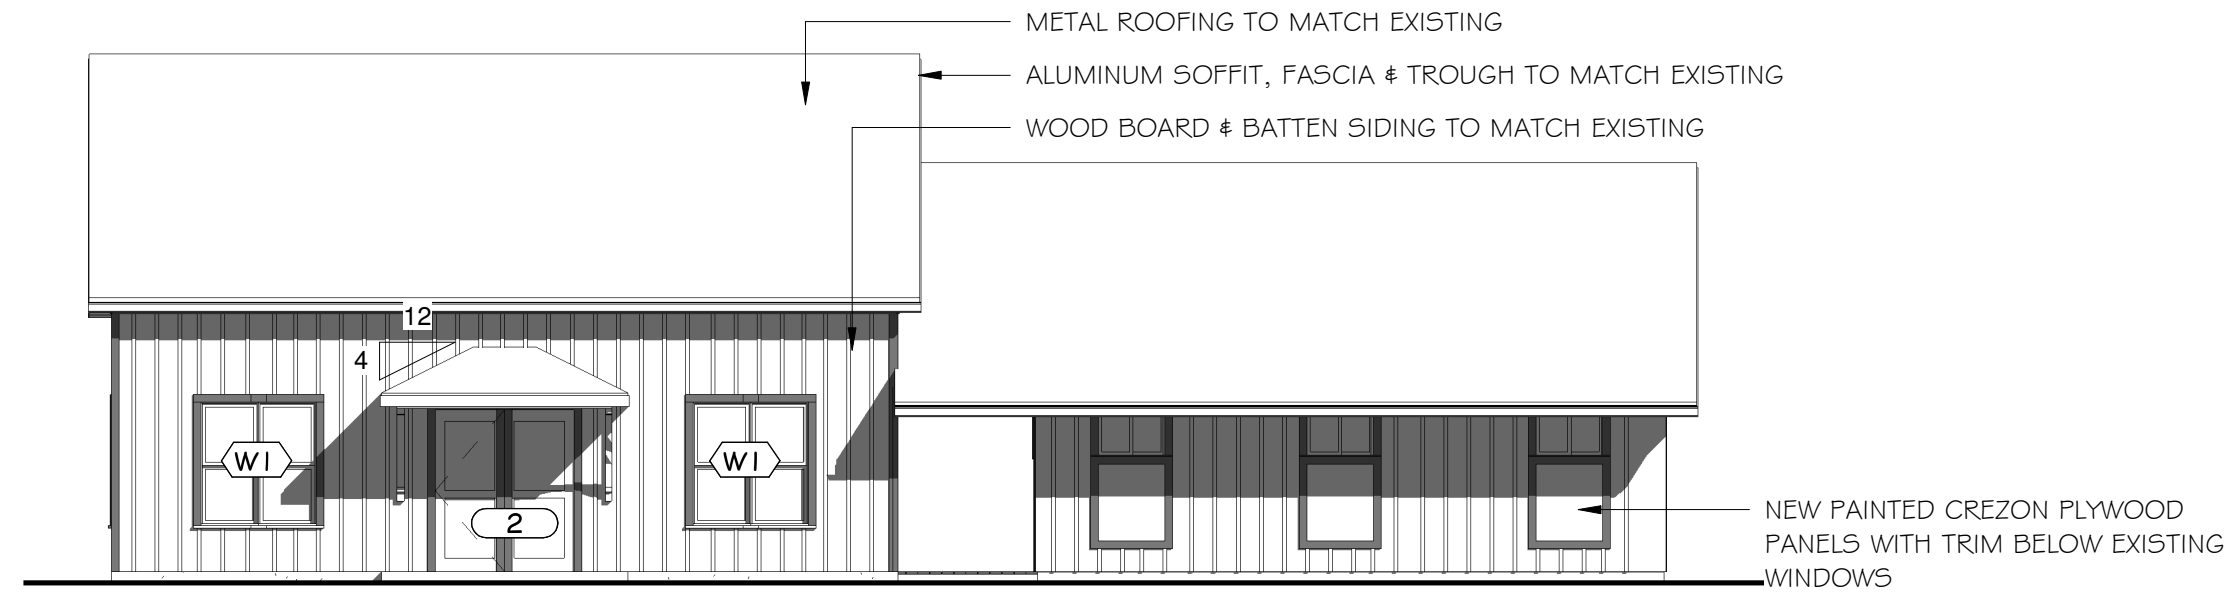 METAL ROOFING TO MATCH EXISTING
ALUMINUM SOFFIT, FASCIA & TROUGH TO MATCH EXISTING
WOOD BOARD & BATTEN SIDING TO MATCH EXISTING
12
4
W1
W1
2
NEW PAINTED CREZON PLYWOOD
PANELS WITH TRIM BELOW EXISTING
WINDOWS